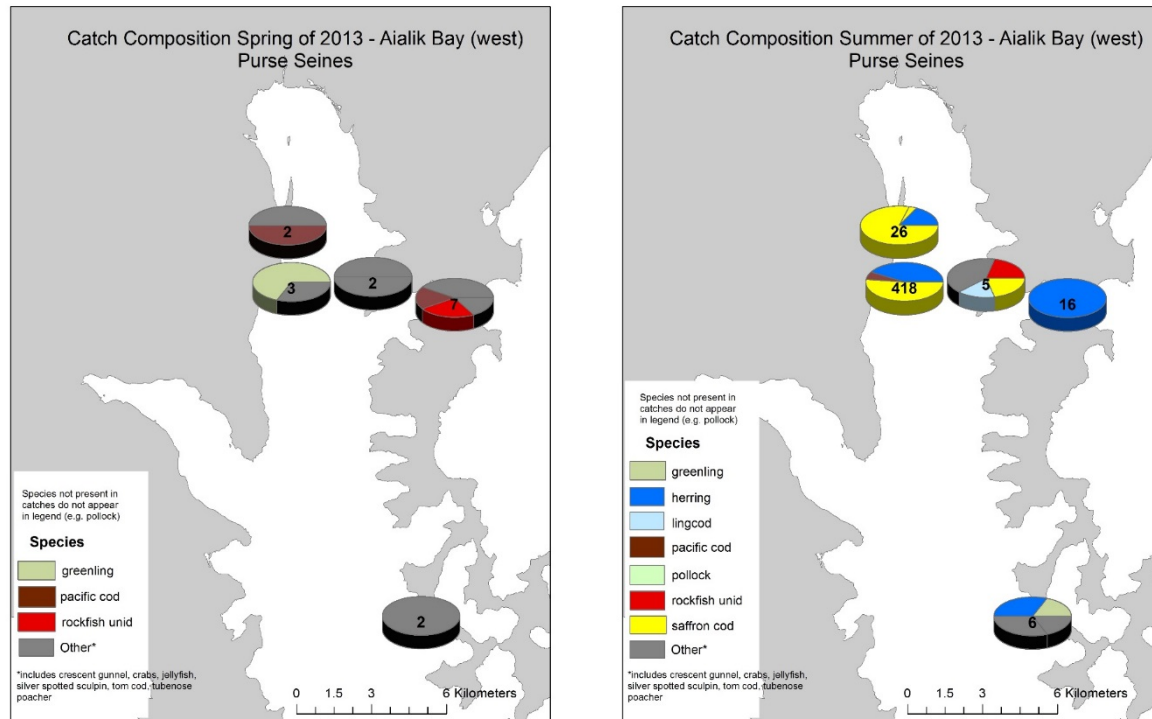 Catch Composition Spring of 2013 - Aialik Bay (west)
Purse Seines
2
3
2
7
2
Species not present in
catches do not appear
in legend (e.g. pollock)
Species
greenling
pacific cod
rockfish unid
Other*
*includes crescent gunnel, crabs, jellyfish,
silver spotted sculpin, tom cod, tubenose
poacher
0 1.5 3 6 Kilometers
Catch Composition Summer of 2013 - Aialik Bay (west)
Purse Seines
26
418
5
16
6
Species not present in
catches do not appear
in legend (e.g. pollock)
Species
greenling
herring
lingcod
pacific cod
pollock
rockfish unid
saffron cod
Other*
*includes crescent gunnel, crabs, jellyfish,
silver spotted sculpin, tom cod, tubenose
poacher
0 1.5 3 6 Kilometers